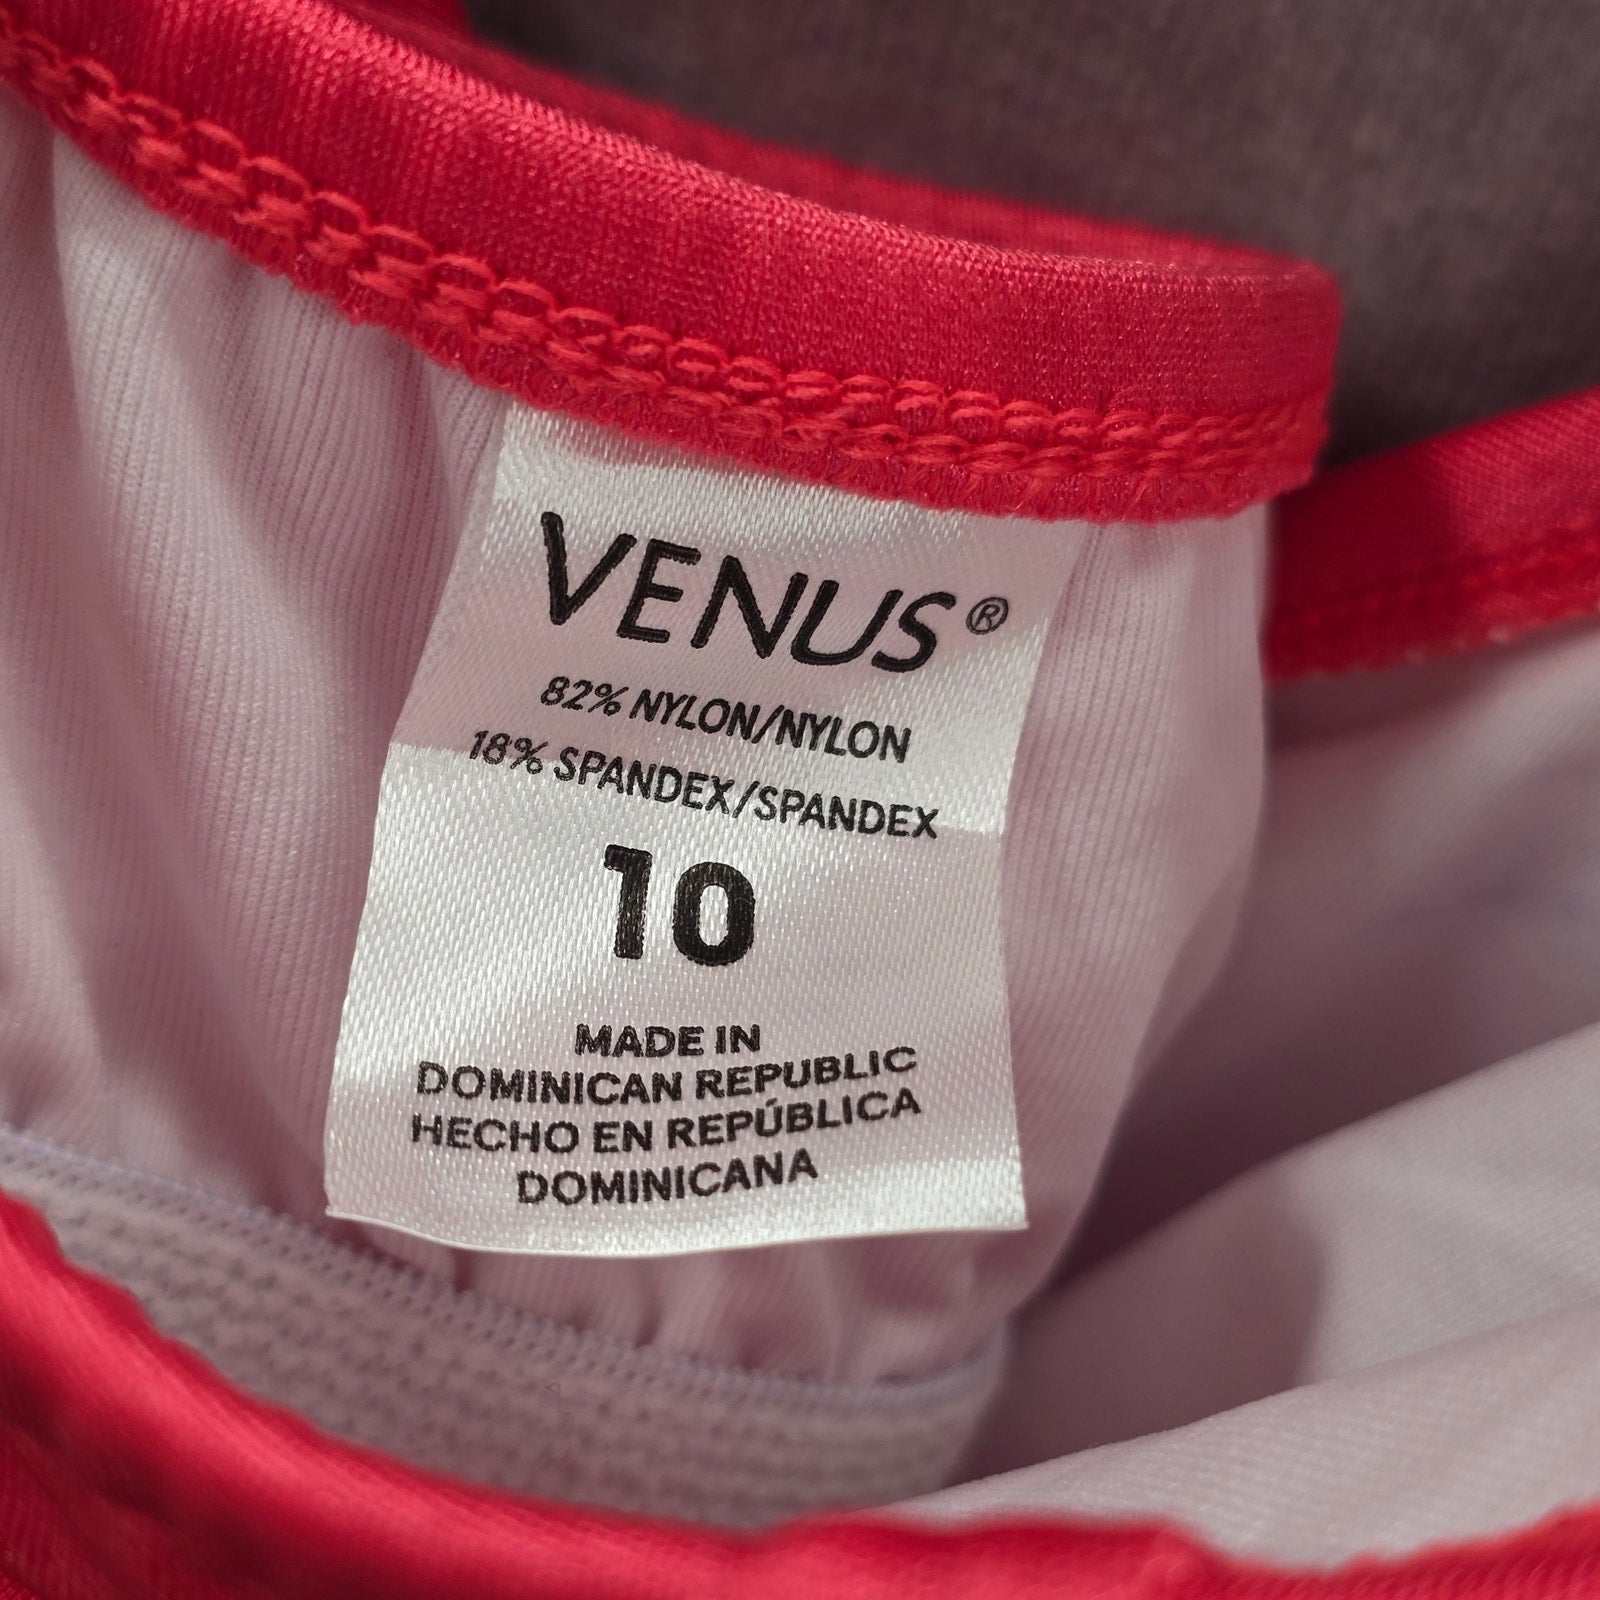 VENUS®
82% NYLON/NYLON
18% SPANDEX/SPANDEX
10
MADE IN
DOMINICAN REPUBLIC
HECHO EN REPÚBLICA
DOMINICANA